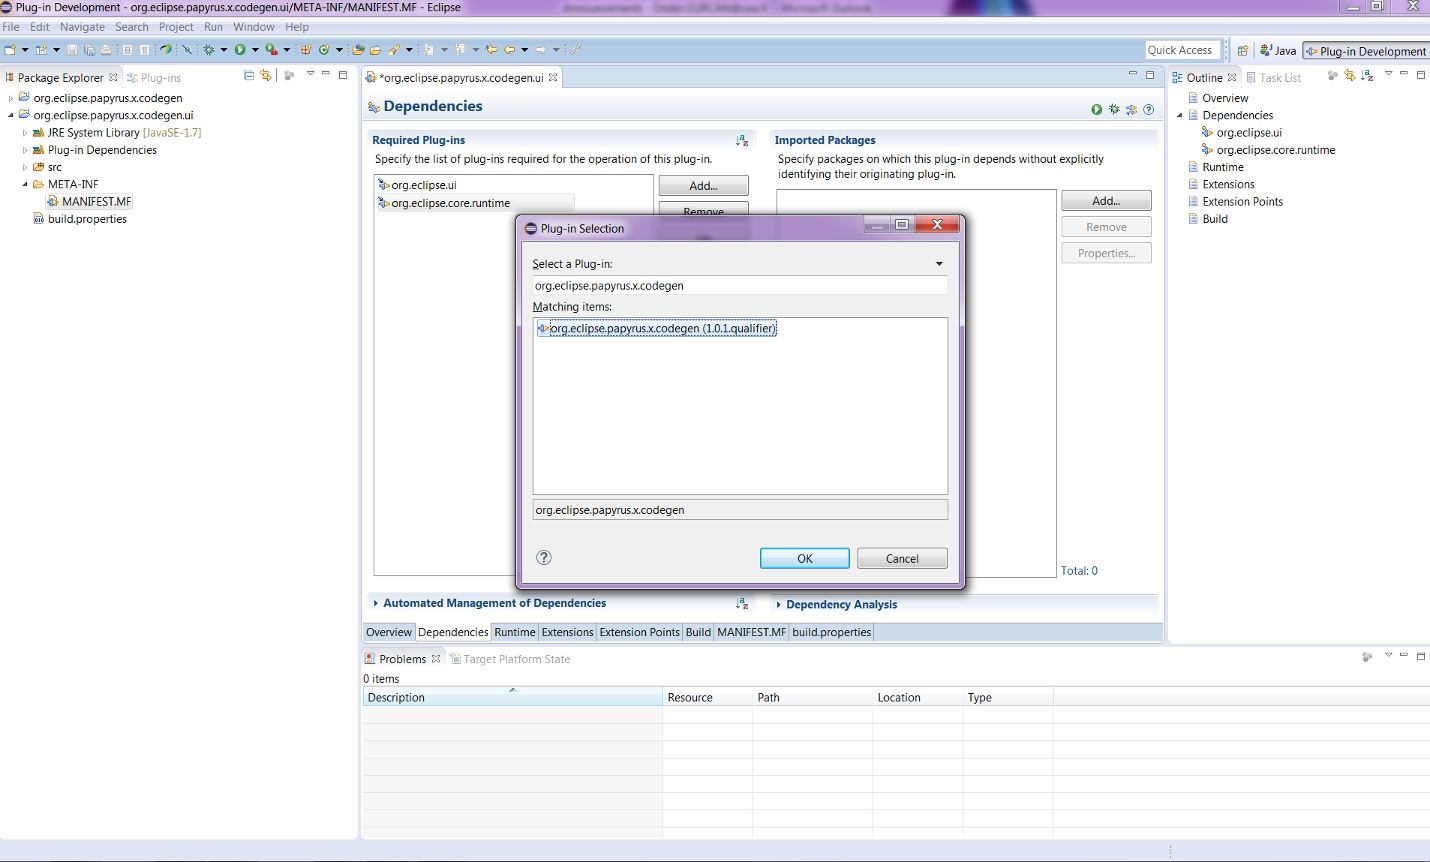 Plug-in Development - org.eclipse.papyrus.x.codegen.ui/META-INF/MANIFEST.MF - Eclipse
File Edit Navigate Search Project Run Window Help
Quick Access
Java
Plug-in Development
Package Explorer
Plug-ins
org.eclipse.papyrus.x.codegen
org.eclipse.papyrus.x.codegen.ui
JRE System Library [JavaSE-1.7]
Plug-in Dependencies
src
META-INF
MANIFEST.MF
build.properties
*org.eclipse.papyrus.x.codegen.ui
Dependencies
Required Plug-ins
Specify the list of plug-ins required for the operation of this plug-in.
org.eclipse.ui
org.eclipse.core.runtime
Add...
Remove
Imported Packages
Specify packages on which this plug-in depends without explicitly
identifying their originating plug-in.
Add...
Remove
Properties...
Total: 0
Plug-in Selection
Select a Plug-in:
org.eclipse.papyrus.x.codegen
Matching items:
org.eclipse.papyrus.x.codegen (1.0.1.qualifier)
org.eclipse.papyrus.x.codegen
OK
Cancel
Automated Management of Dependencies
Dependency Analysis
Overview Dependencies Runtime Extensions Extension Points Build MANIFEST.MF build.properties
Outline
Task List
Overview
Dependencies
org.eclipse.ui
org.eclipse.core.runtime
Runtime
Extensions
Extension Points
Build
Problems
Target Platform State
0 items
Description Resource Path Location Type